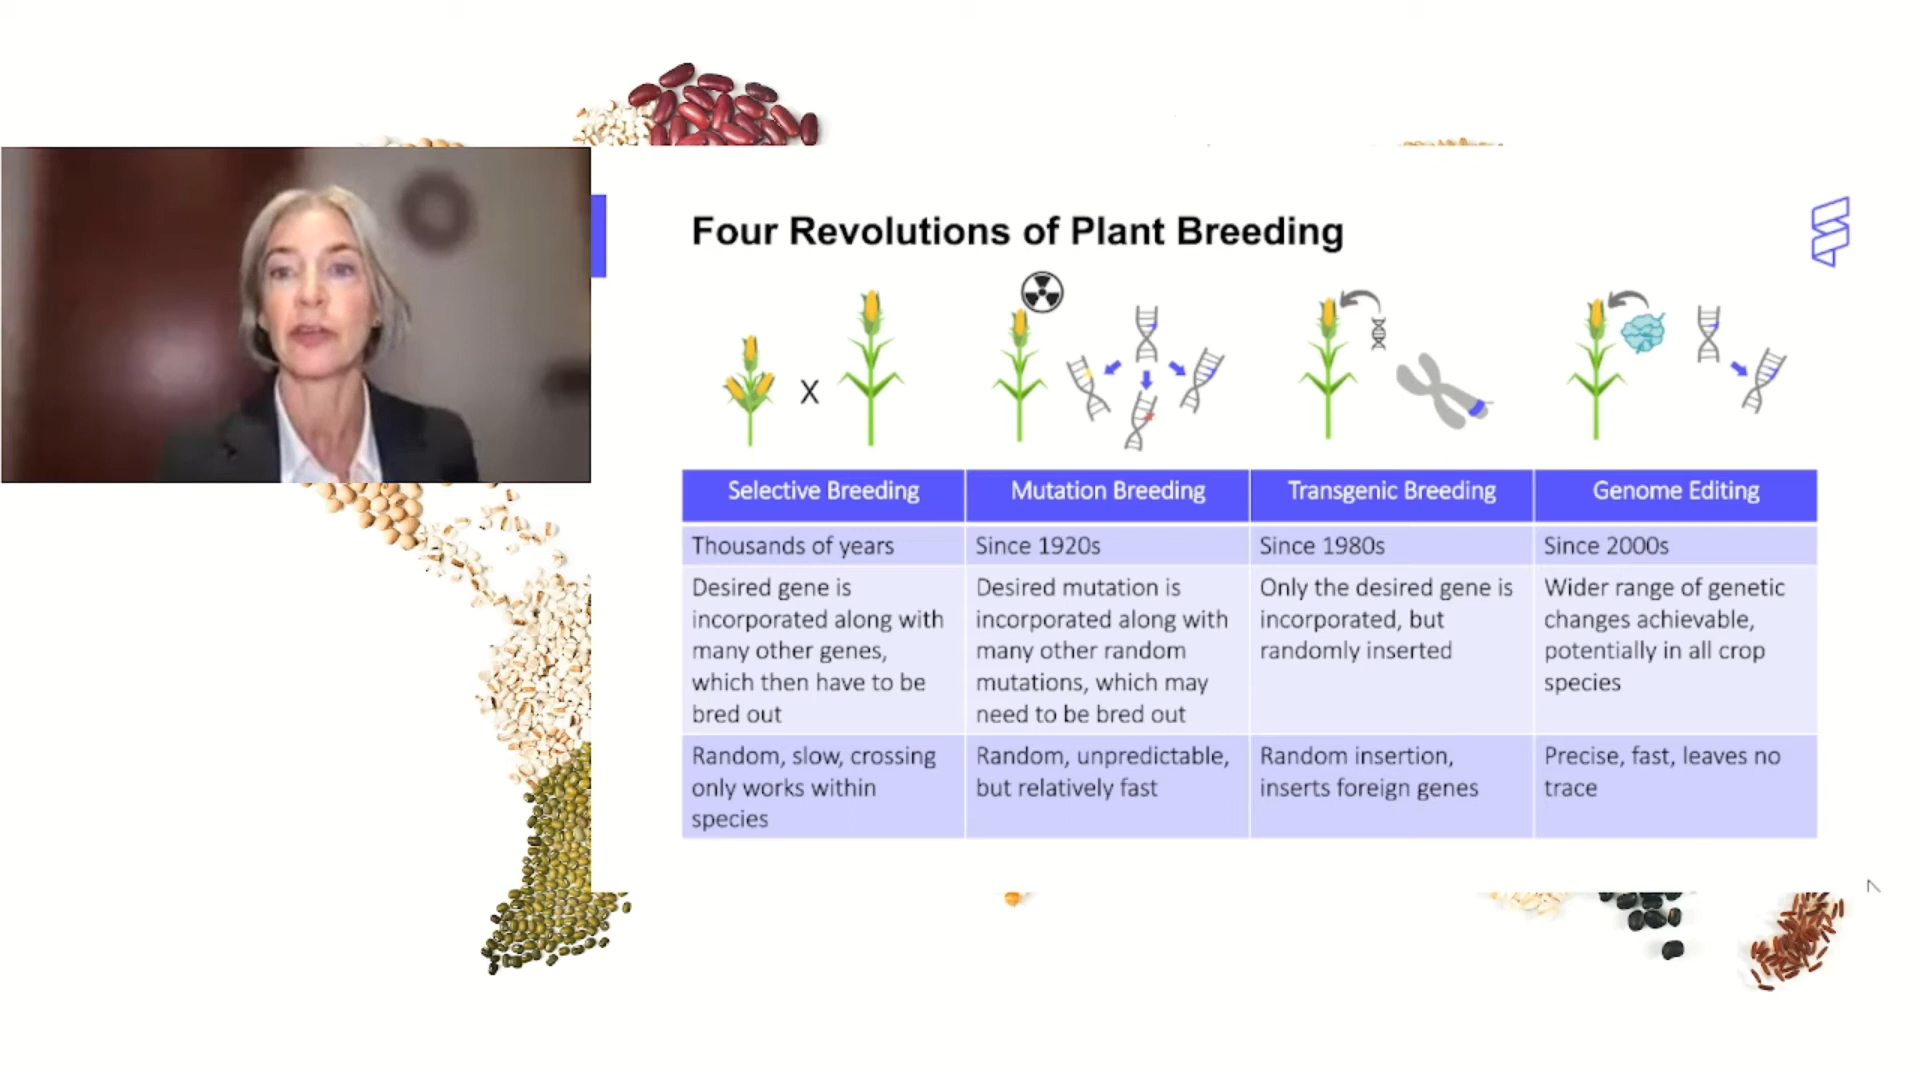 Four Revolutions of Plant Breeding
X
Selective Breeding
Mutation Breeding
Transgenic Breeding
Genome Editing
Thousands of years
Since 1920s
Since 1980s
Since 2000s
Desired gene is
incorporated along with
many other genes,
which then have to be
bred out
Desired mutation is
incorporated along with
many other random
mutations, which may
need to be bred out
Only the desired gene is
incorporated, but
randomly inserted
Wider range of genetic
changes achievable,
potentially in all crop
species
Random, slow, crossing
only works within
species
Random, unpredictable,
but relatively fast
Random insertion,
inserts foreign genes
Precise, fast, leaves no
trace